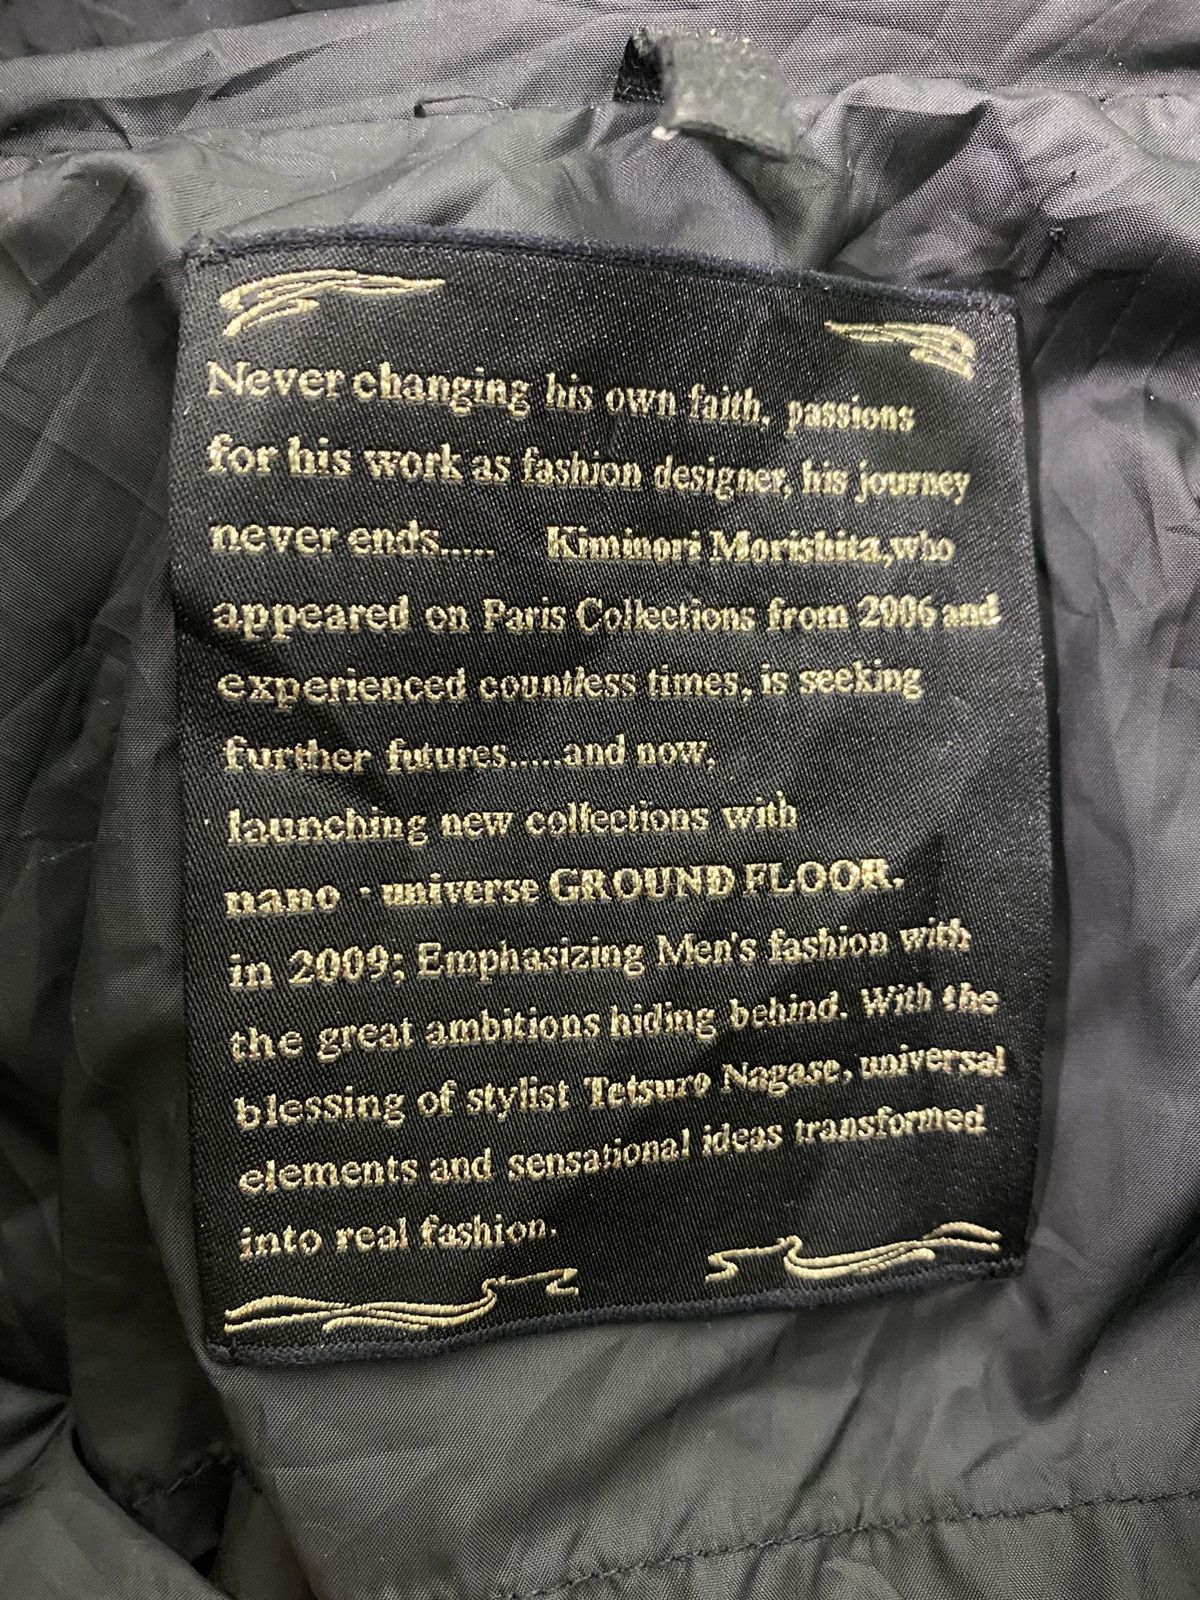 Never changing his own faith, passions
for his work as fashion designer, his journey
never ends..... Kiminori Morishita,who
appeared on Paris Collections from 2006 and
experienced countless times, is seeking
further futures.....and now,
launching new collections with
nano・universe GROUND FLOOR.
in 2009; Emphasizing Men's fashion with
the great ambitions hiding behind. With the
blessing of stylist Tetsuro Nagase, universal
elements and sensational ideas transformed
into real fashion.